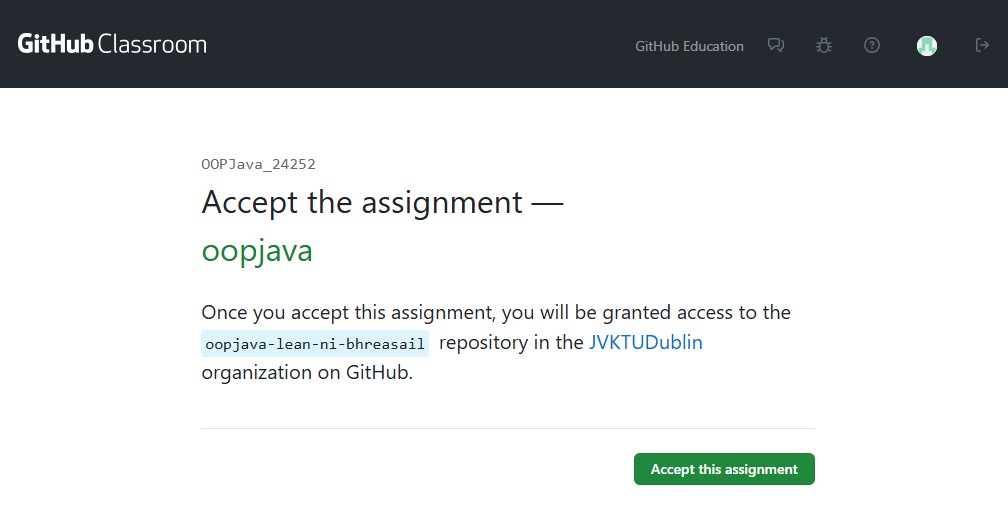 GitHub Classroom
GitHub Education
OOPJava_24252
Accept the assignment —
oopjava
Once you accept this assignment, you will be granted access to the
oopjava-lean-ni-bhreasail repository in the JVKTUDublin
organization on GitHub.
Accept this assignment